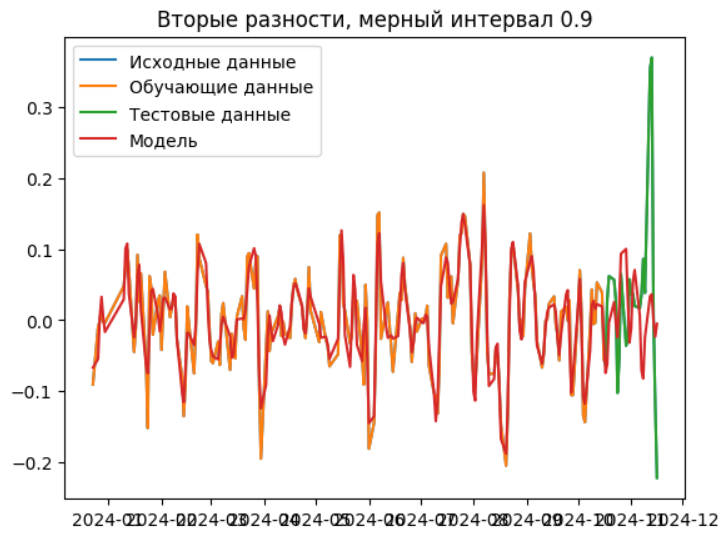 Вторые разности, мерный интервал 0.9
Исходные данные
Обучающие данные
Тестовые данные
Модель
0.3
0.2
0.1
0.0
−0.1
−0.2
2024-01 2024-02 2024-03 2024-04 2024-05 2024-06 2024-07 2024-08 2024-09 2024-10 2024-11 2024-12